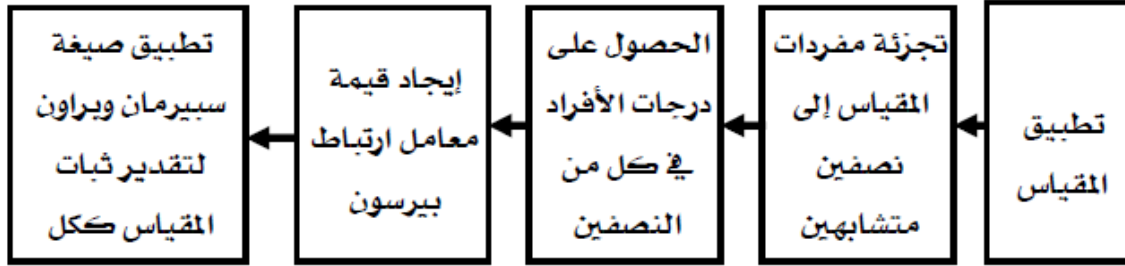 تطبيق
المقياس
تجزئة مفردات
المقياس إلى
نصفين
متشابهين
الحصول على
درجات الأفراد
في كل من
النصفين
إيجاد قيمة
معامل ارتباط
بيرسون
تطبيق صيغة
سبيرمان وبراون
لتقدير ثبات
المقياس ككل